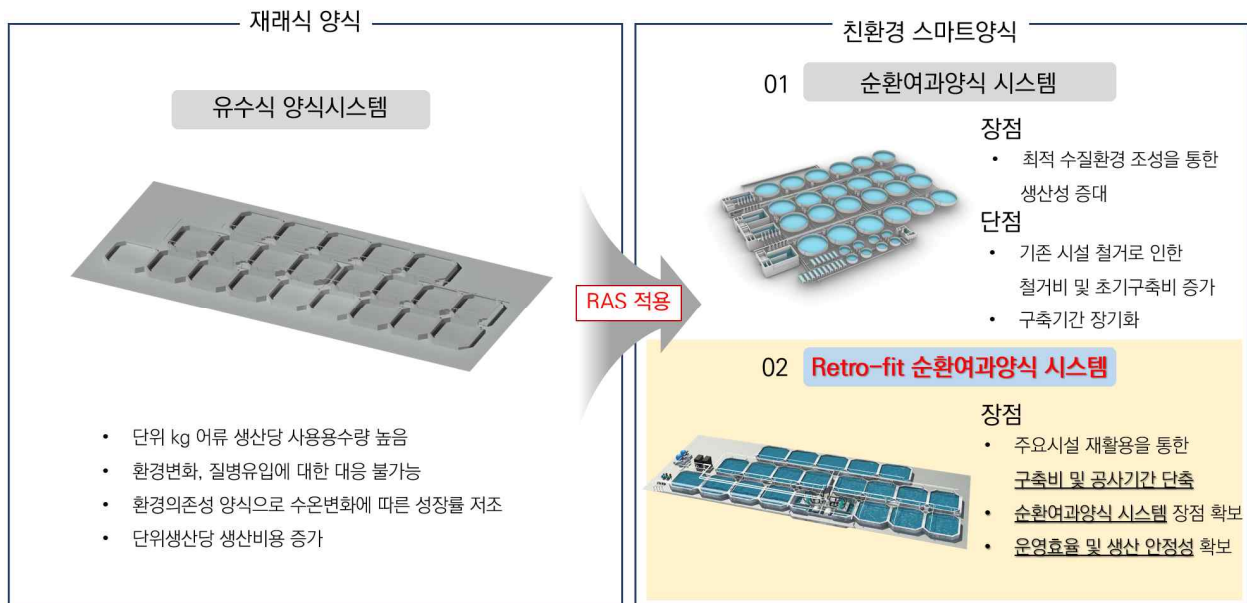 재래식 양식
유수식 양식시스템
• 단위 kg 어류 생산당 사용용수량 높음
• 환경변화, 질병유입에 대한 대응 불가능
• 환경의존성 양식으로 수온변화에 따른 성장률 저조
• 단위생산당 생산비용 증가
RAS 적용
친환경 스마트양식
01 순환여과양식 시스템
장점
• 최적 수질환경 조성을 통한
생산성 증대
단점
• 기존 시설 철거로 인한
철거비 및 초기구축비 증가
• 구축기간 장기화
02 Retro-fit 순환여과양식 시스템
장점
• 주요시설 재활용을 통한
구축비 및 공사기간 단축
• 순환여과양식 시스템 장점 확보
• 운영효율 및 생산 안정성 확보